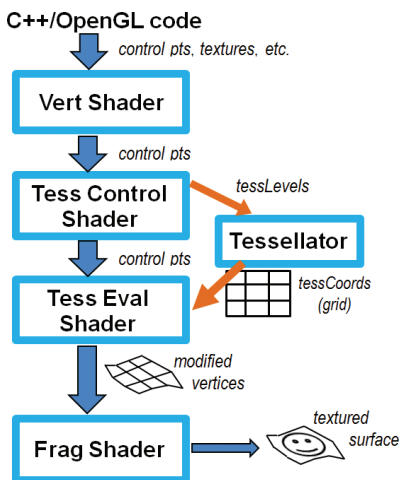 C++/OpenGL code
control pts, textures, etc.
Vert Shader
control pts
tessLevels
Tess Control
Shader
Tessellator
control pts
tessCoords
(grid)
Tess Eval
Shader
modified
vertices
textured
surface
Frag Shader